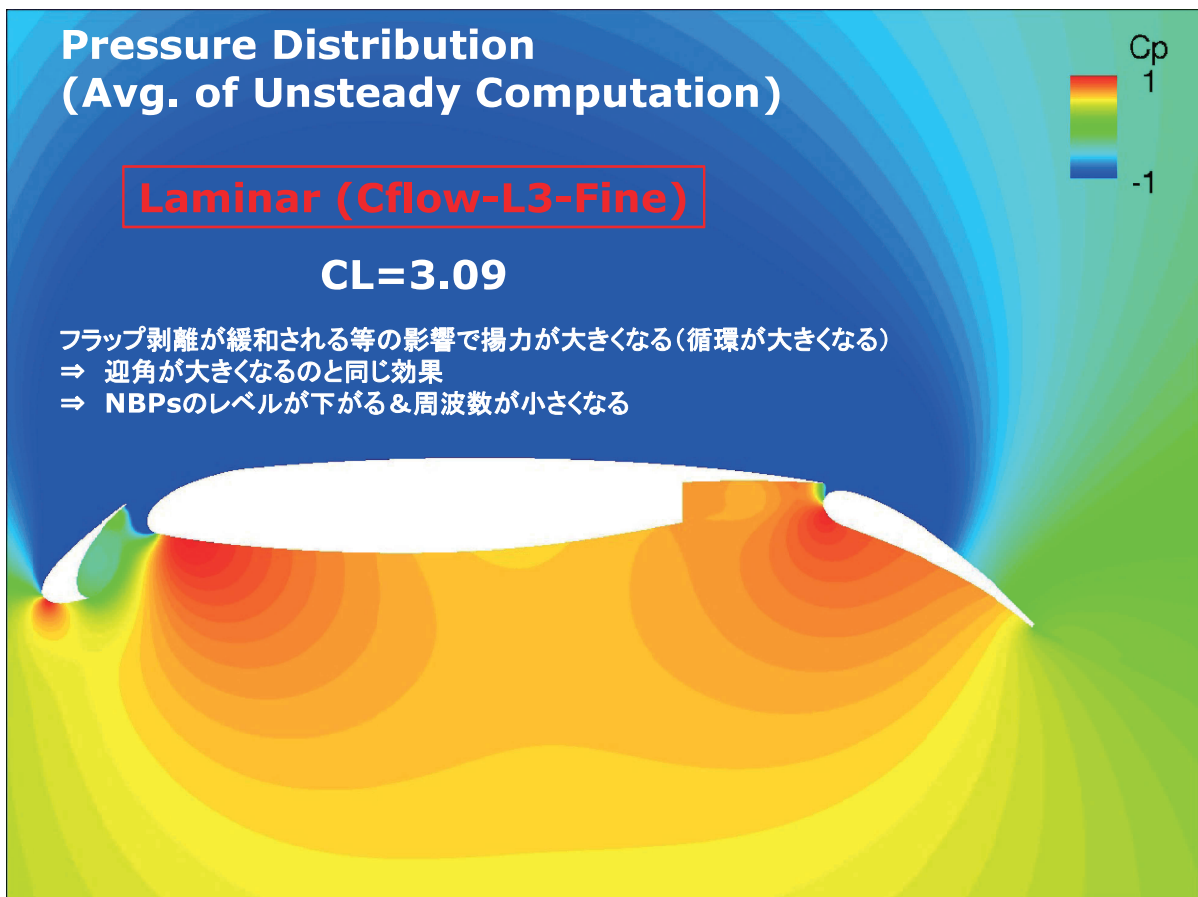 Pressure Distribution
(Avg. of Unsteady Computation)
Cp
1
-1
Laminar (Cflow-L3-Fine)
CL=3.09
フラップ剥離が緩和される等の影響で揚力が大きくなる(循環が大きくなる)
⇒ 迎角が大きくなるのと同じ効果
⇒ NBPsのレベルが下がる&周波数が小さくなる